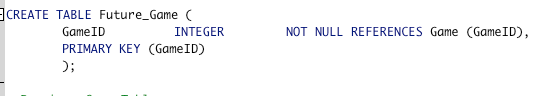 CREATE TABLE Future_Game (
GameID INTEGER NOT NULL REFERENCES Game (GameID),
PRIMARY KEY (GameID)
);